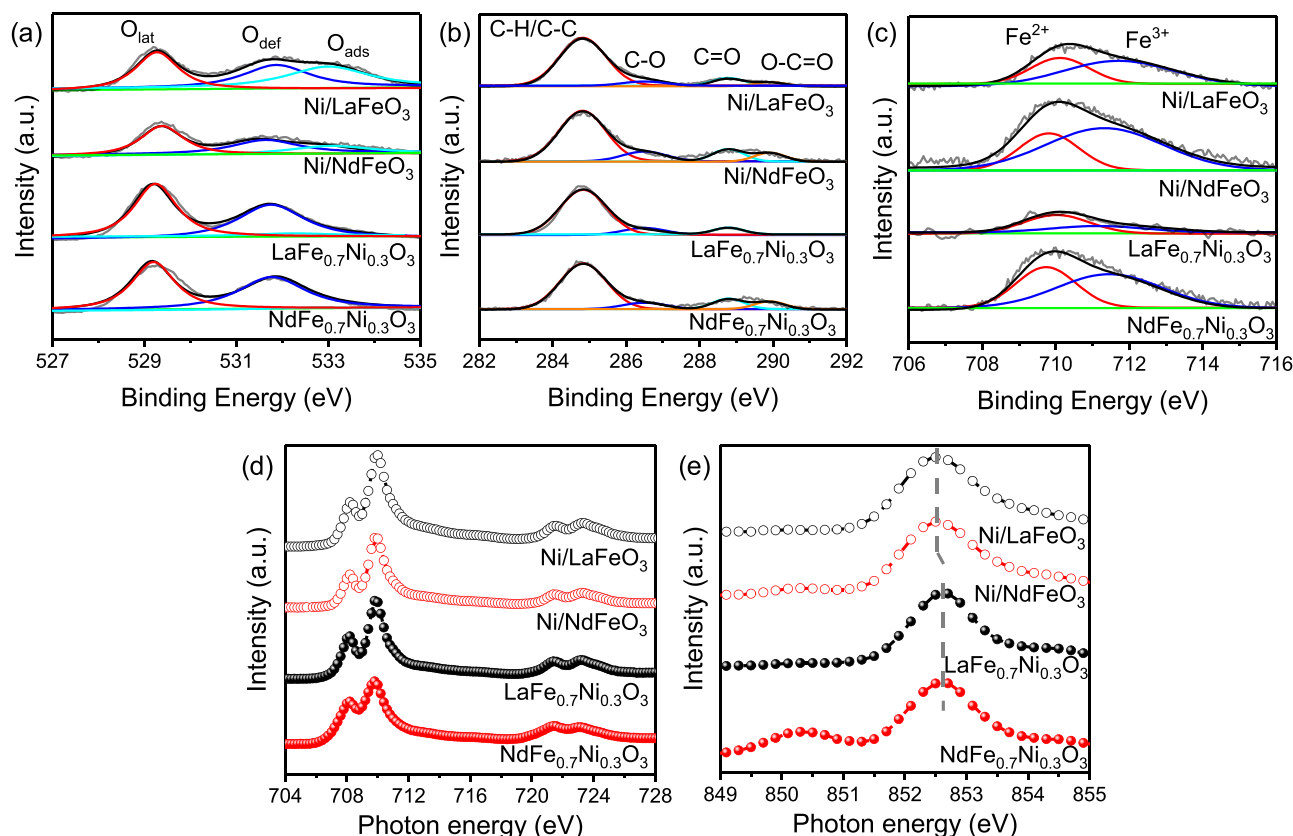 (a)
O_lat
O_def
O_ads
Ni/LaFeO₃
Ni/NdFeO₃
LaFe₀.₇Ni₀.₃O₃
NdFe₀.₇Ni₀.₃O₃
Intensity (a.u.)
527 529 531 533 535
Binding Energy (eV)
(b)
C-H/C-C
C-O
C=O
O-C=O
Ni/LaFeO₃
Ni/NdFeO₃
LaFe₀.₇Ni₀.₃O₃
NdFe₀.₇Ni₀.₃O₃
Intensity (a.u.)
282 284 286 288 290 292
Binding Energy (eV)
(c)
Fe²⁺
Fe³⁺
Ni/LaFeO₃
Ni/NdFeO₃
LaFe₀.₇Ni₀.₃O₃
NdFe₀.₇Ni₀.₃O₃
Intensity (a.u.)
706 708 710 712 714 716
Binding Energy (eV)
(d)
Ni/LaFeO₃
Ni/NdFeO₃
LaFe₀.₇Ni₀.₃O₃
NdFe₀.₇Ni₀.₃O₃
Intensity (a.u.)
704 708 712 716 720 724 728
Photon energy (eV)
(e)
Ni/LaFeO₃
Ni/NdFeO₃
LaFe₀.₇Ni₀.₃O₃
NdFe₀.₇Ni₀.₃O₃
Intensity (a.u.)
849 850 851 852 853 854 855
Photon energy (eV)